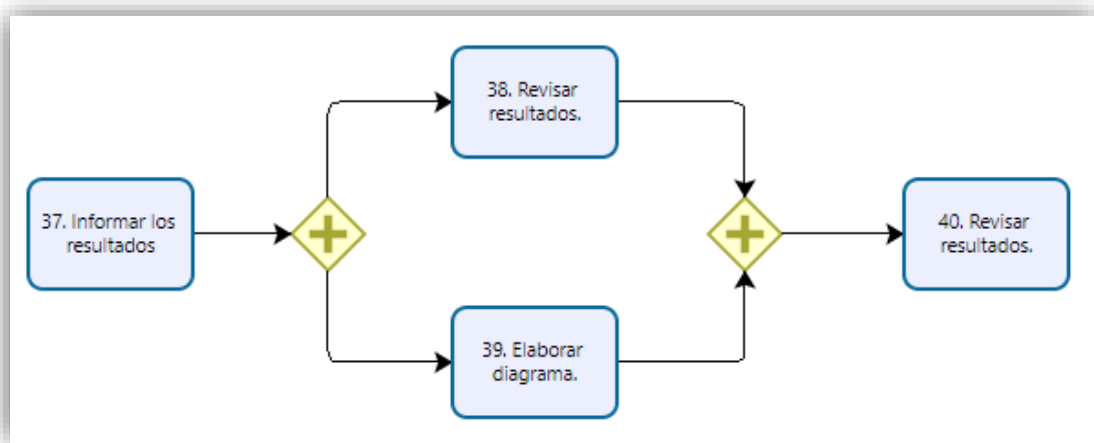 37. Informar los
resultados
38. Revisar
resultados.
39. Elaborar
diagrama.
40. Revisar
resultados.